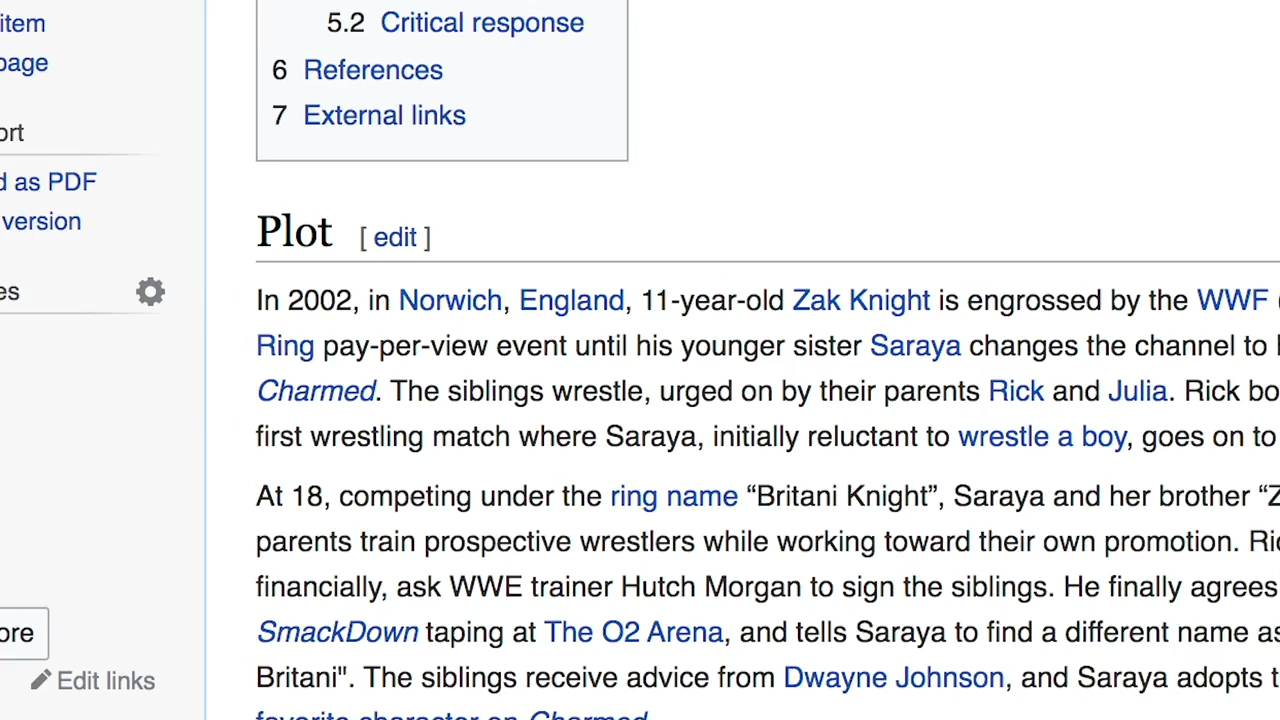 item
page
5.2 Critical response
6 References
7 External links
ort
d as PDF
version
es
Plot [ edit ]
In 2002, in Norwich, England, 11-year-old Zak Knight is engrossed by the WWF (
Ring pay-per-view event until his younger sister Saraya changes the channel to
Charmed. The siblings wrestle, urged on by their parents Rick and Julia. Rick bo
first wrestling match where Saraya, initially reluctant to wrestle a boy, goes on to
At 18, competing under the ring name “Britani Knight”, Saraya and her brother “Z
parents train prospective wrestlers while working toward their own promotion. Ric
financially, ask WWE trainer Hutch Morgan to sign the siblings. He finally agrees
SmackDown taping at The O2 Arena, and tells Saraya to find a different name as
Britani". The siblings receive advice from Dwayne Johnson, and Saraya adopts t
favorite character on Charmed.
ore
Edit links